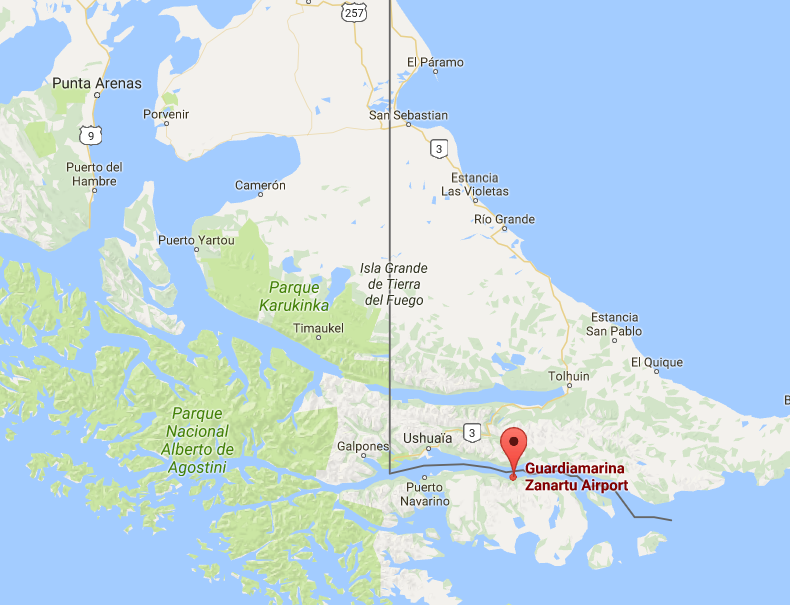 257
El Páramo
Punta Arenas
Porvenir
San Sebastian
9
3
Puerto del
Hambre
Estancia
Las Violetas
Camerón
Río Grande
Puerto Yartou
Isla Grande
de Tierra
del Fuego
Parque
Karukinka
Timaukel
Estancia
San Pablo
El Quique
Tolhuin
B
Parque
Nacional
Alberto de
Agostini
Galpones
Ushuaïa
3
Guardiamarina
Zanartu Airport
Puerto
Navarino